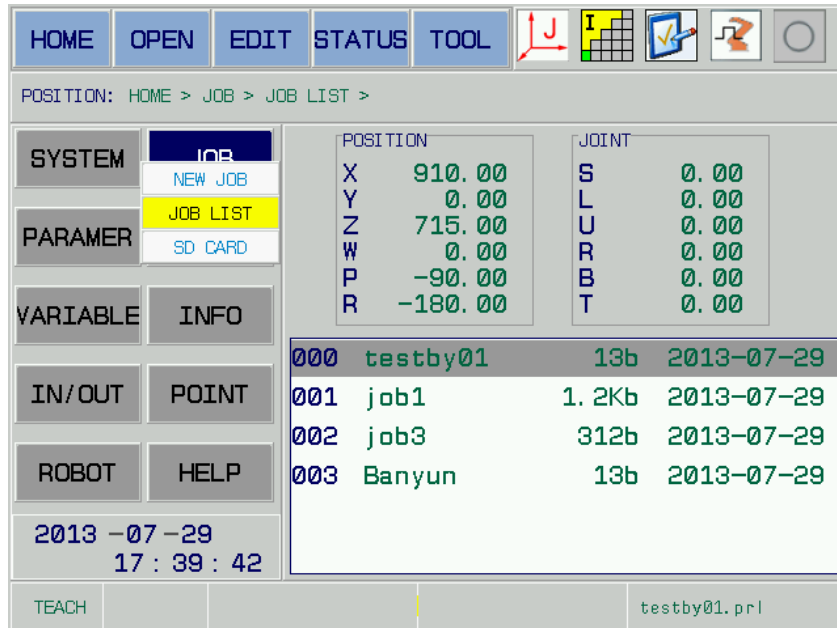 HOME OPEN EDIT STATUS TOOL J I
POSITION: HOME > JOB > JOB LIST >
SYSTEM JOB
NEW JOB
JOB LIST
SD CARD
PARAMER
VARIABLE INFO
IN/OUT POINT
ROBOT HELP
2013-07-29
17:39:42
POSITION
X 910.00
Y 0.00
Z 715.00
W 0.00
P -90.00
R -180.00
JOINT
S 0.00
L 0.00
U 0.00
R 0.00
B 0.00
T 0.00
000 testby01 13b 2013-07-29
001 job1 1.2Kb 2013-07-29
002 job3 312b 2013-07-29
003 Banyun 13b 2013-07-29
TEACH testby01.prl